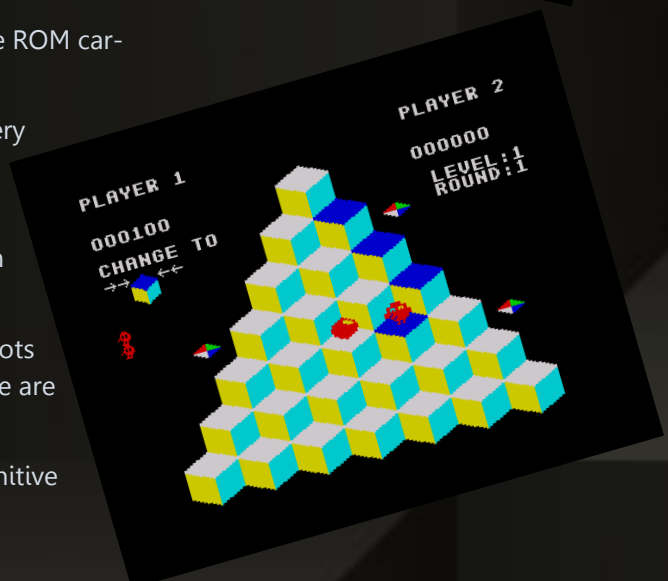 e ROM car-
ery
n
ots
e are
nitive
PLAYER 1
000100
CHANGE TO
→→ ←←
PLAYER 2
000000
LEVEL:1
ROUND:1